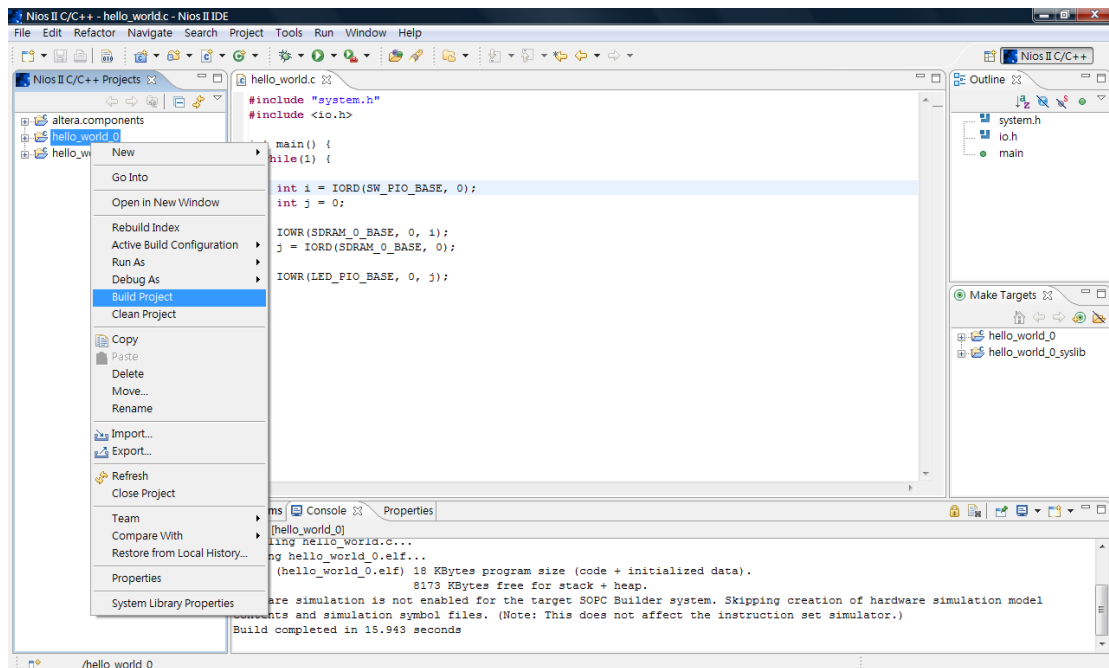 Nios II C/C++ - hello_world.c - Nios II IDE
File Edit Refactor Navigate Search Project Tools Run Window Help
Nios II C/C++
Nios II C/C++ Projects
altera.components
hello_world_0
hello_w
New
Go Into
Open in New Window
Rebuild Index
Active Build Configuration
Run As
Debug As
Build Project
Clean Project
Copy
Paste
Delete
Move...
Rename
Import...
Export...
Refresh
Close Project
Team
Compare With
Restore from Local History...
Properties
System Library Properties
hello_world.c
#include "system.h"
#include <io.h>
main() {
hile(1) {
int i = IORD(SW_PIO_BASE, 0);
int j = 0;
IOWR(SDRAM_0_BASE, 0, i);
j = IORD(SDRAM_0_BASE, 0);
IOWR(LED_PIO_BASE, 0, j);
Outline
system.h
io.h
main
Make Targets
hello_world_0
hello_world_0_syslib
ms Console Properties
[hello_world_0]
ling hello_world.c...
ng hello_world_0.elf...
(hello_world_0.elf) 18 KBytes program size (code + initialized data).
8173 KBytes free for stack + heap.
are simulation is not enabled for the target SOPC Builder system. Skipping creation of hardware simulation model
contents and simulation symbol files. (Note: This does not affect the instruction set simulator.)
Build completed in 15.943 seconds
/hello_world_0